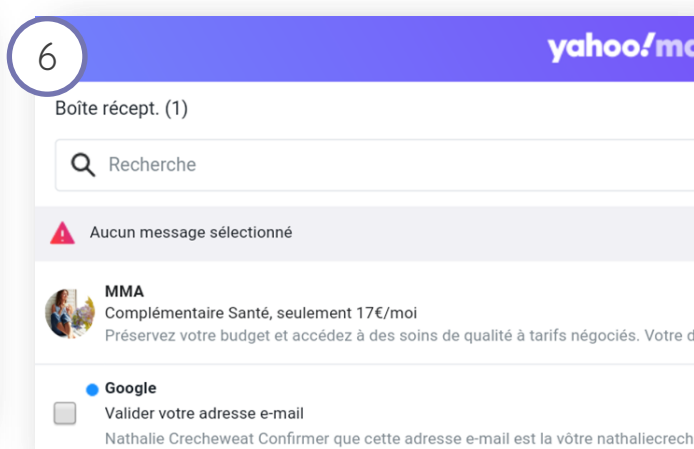 6
yahoo!ma
Boîte récept. (1)
Recherche
Aucun message sélectionné
MMA
Complémentaire Santé, seulement 17€/moi
Préservez votre budget et accédez à des soins de qualité à tarifs négociés. Votre d
Google
Valider votre adresse e-mail
Nathalie Crecheweat Confirmer que cette adresse e-mail est la vôtre nathaliecrech